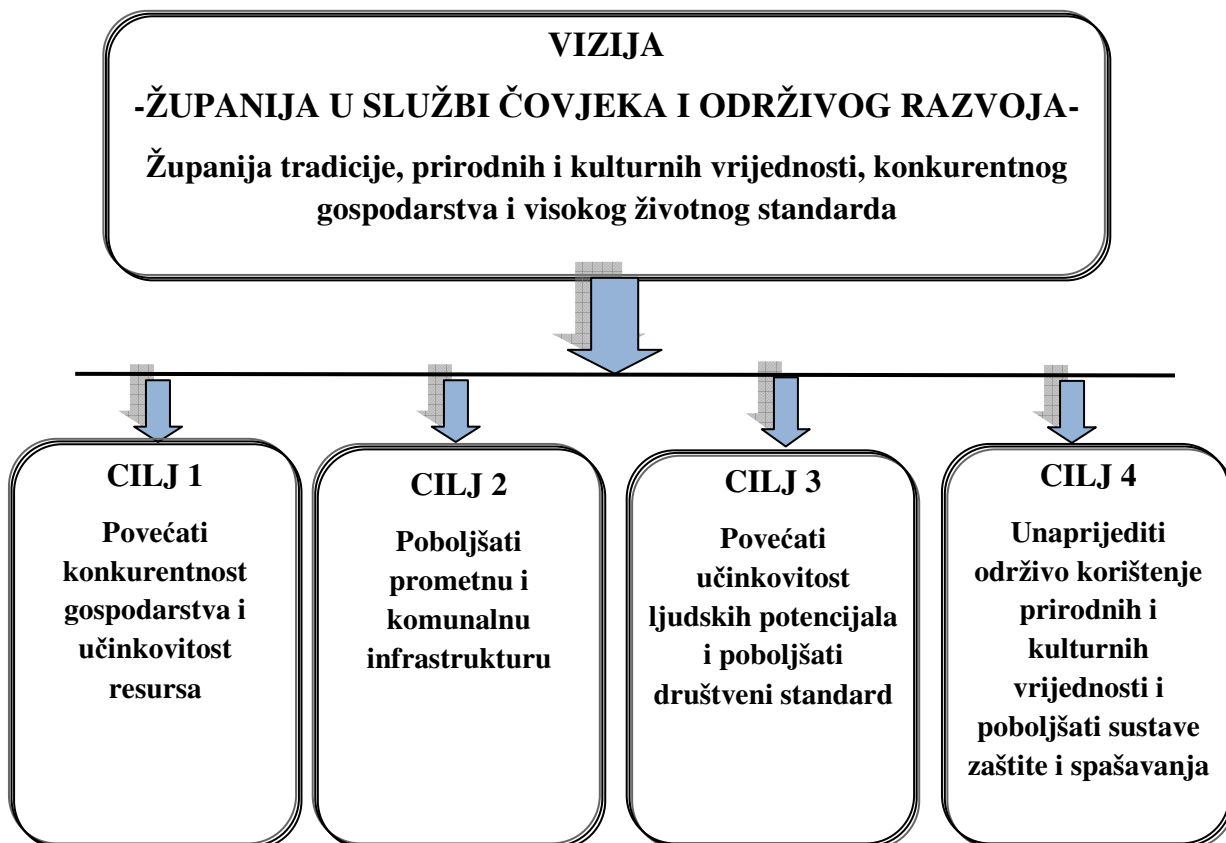 VIZIJA
-ŽUPANIJA U SLUŽBI ČOVJEKA I ODRŽIVOG RAZVOJA-
Županija tradicije, prirodnih i kulturnih vrijednosti, konkurentnog
gospodarstva i visokog životnog standarda
CILJ 1
Povećati
konkurentnost
gospodarstva i
učinkovitost
resursa
CILJ 2
Poboljšati
prometnu i
komunalnu
infrastrukturu
CILJ 3
Povećati
učinkovitost
ljudskih potencijala
i poboljšati
društveni standard
CILJ 4
Unaprijediti
održivo korištenje
prirodnih i
kulturnih
vrijednosti i
poboljšati sustave
zaštite i spašavanja